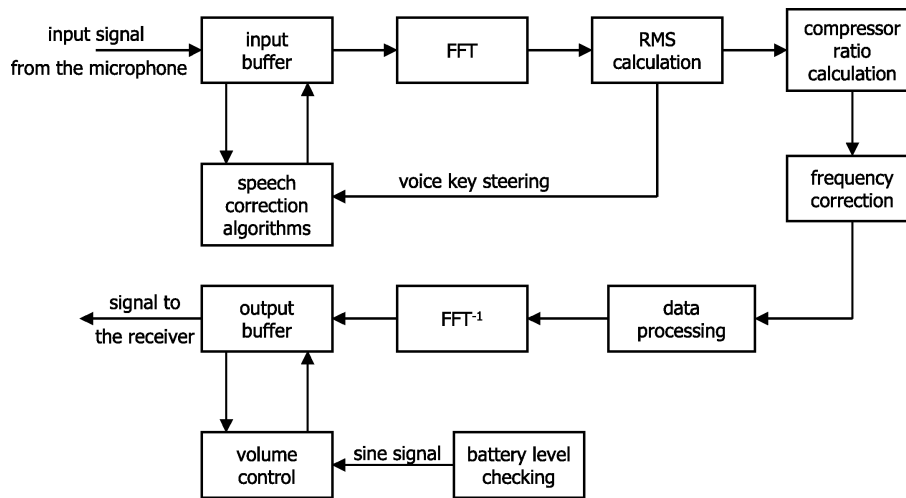 input signal
from the microphone
input
buffer
FFT
RMS
calculation
compressor
ratio
calculation
speech
correction
algorithms
voice key steering
frequency
correction
signal to
the receiver
output
buffer
FFT⁻¹
data
processing
volume
control
sine signal
battery level
checking